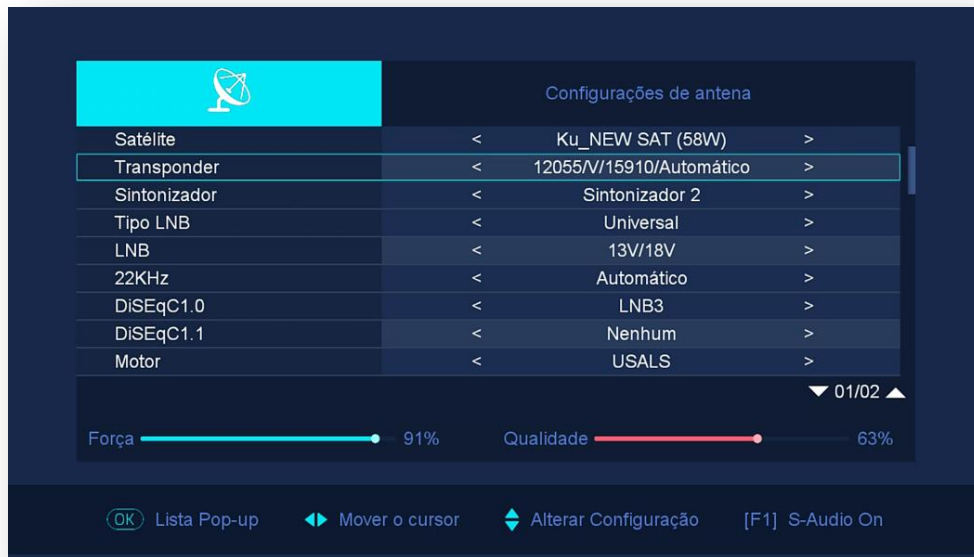 Configurações de antena
Satélite < Ku_NEW SAT (58W) >
Transponder < 12055/V/15910/Automático >
Sintonizador < Sintonizador 2 >
Tipo LNB < Universal >
LNB < 13V/18V >
22KHz < Automático >
DiSEqC1.0 < LNB3 >
DiSEqC1.1 < Nenhum >
Motor < USALS >
01/02
Força 91% Qualidade 63%
OK Lista Pop-up Mover o cursor Alterar Configuração [F1] S-Audio On